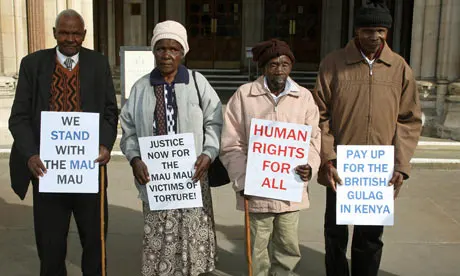 WE
STAND
WITH
THE MAU
MAU
JUSTICE
NOW FOR
THE
MAU MAU
VICTIMS OF
TORTURE!
HUMAN
RIGHTS
FOR
ALL
PAY UP
FOR THE
BRITISH
GULAG
IN KENYA